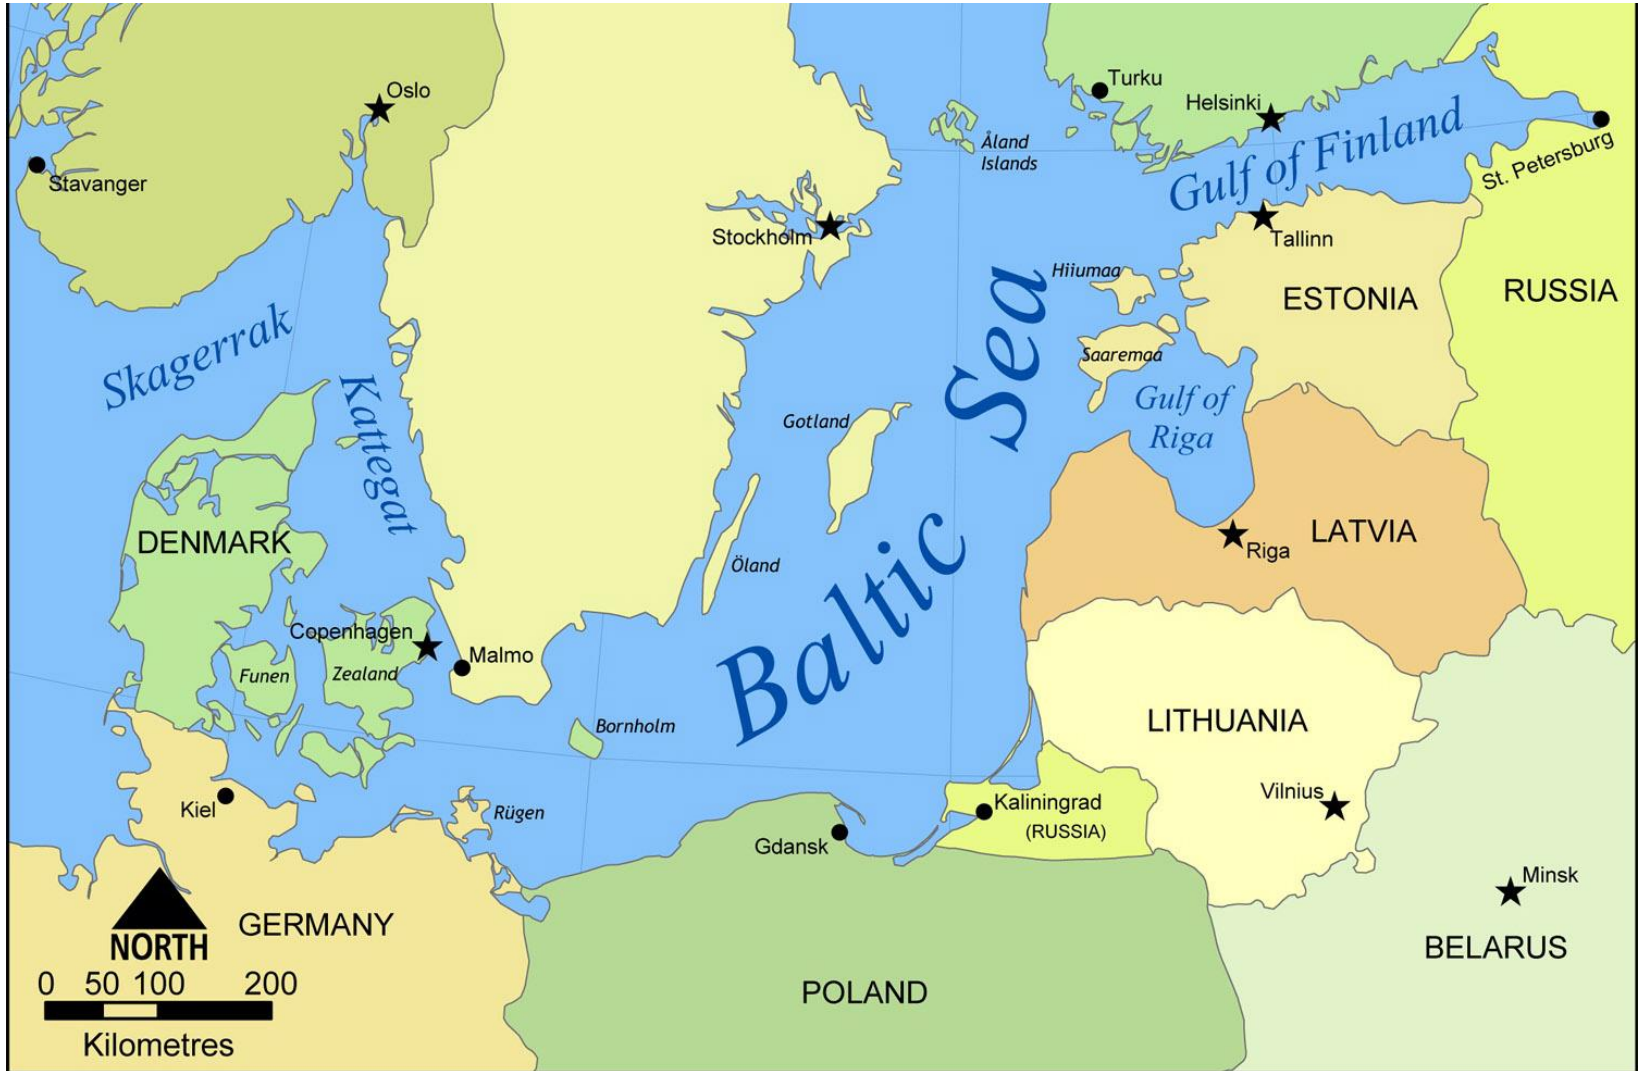 Oslo
Stavanger
Turku
Helsinki
Åland
Islands
Gulf of Finland
St. Petersburg
Stockholm
Tallinn
Hiiumaa
ESTONIA
RUSSIA
Skagerrak
Kattegat
Saaremaa
Gulf of
Riga
Gotland
Baltic Sea
DENMARK
Öland
Riga
LATVIA
Copenhagen
Malmo
Funen
Zealand
Bornholm
LITHUANIA
Vilnius
Kiel
Rügen
Kaliningrad
(RUSSIA)
Gdansk
Minsk
GERMANY
NORTH
BELARUS
POLAND
0 50 100 200
Kilometres